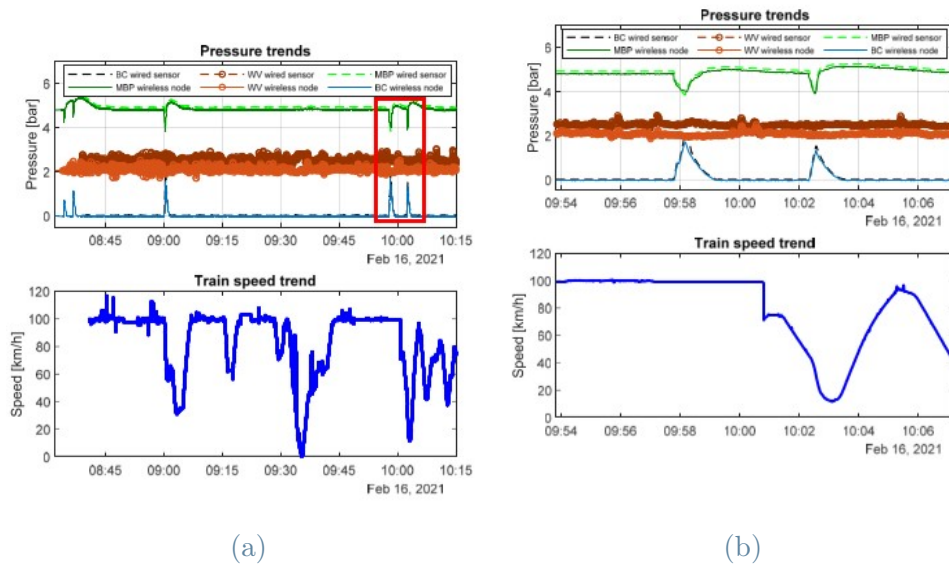 Pressure trends
BC wired sensor WV wired sensor MBP wired sensor
MBP wireless node WV wireless node BC wireless node
Pressure [bar]
6
4
2
0
08:45 09:00 09:15 09:30 09:45 10:00 10:15
Feb 16, 2021
Train speed trend
Speed [km/h]
120
100
80
60
40
20
0
08:45 09:00 09:15 09:30 09:45 10:00 10:15
Feb 16, 2021
(a)
Pressure trends
BC wired sensor WV wired sensor MBP wired sensor
MBP wireless node WV wireless node BC wireless node
Pressure [bar]
6
4
2
0
09:54 09:56 09:58 10:00 10:02 10:04 10:06
Feb 16, 2021
Train speed trend
Speed [km/h]
120
100
80
60
40
20
0
09:54 09:56 09:58 10:00 10:02 10:04 10:06
Feb 16, 2021
(b)